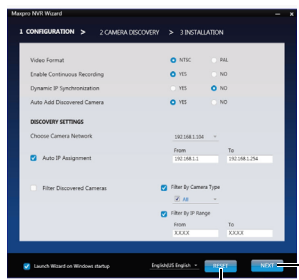 Maxpro NVR Wizard
1 CONFIGURATION > 2 CAMERA DISCOVERY > 3 INSTALLATION
Video Format NTSC PAL
Enable Continuous Recording YES NO
Dynamic IP Synchronization YES NO
Auto Add Discovered Camera YES NO
DISCOVERY SETTINGS
Choose Camera Network 192.168.1.104
From To
Auto IP Assignment 192.168.1.1 192.168.1.254
Filter Discovered Cameras Filter By Camera Type
All
Filter By IP Range
From To
X.X.X.X X.X.X.X
Launch Wizard on Windows startup English(US English RESET NEXT